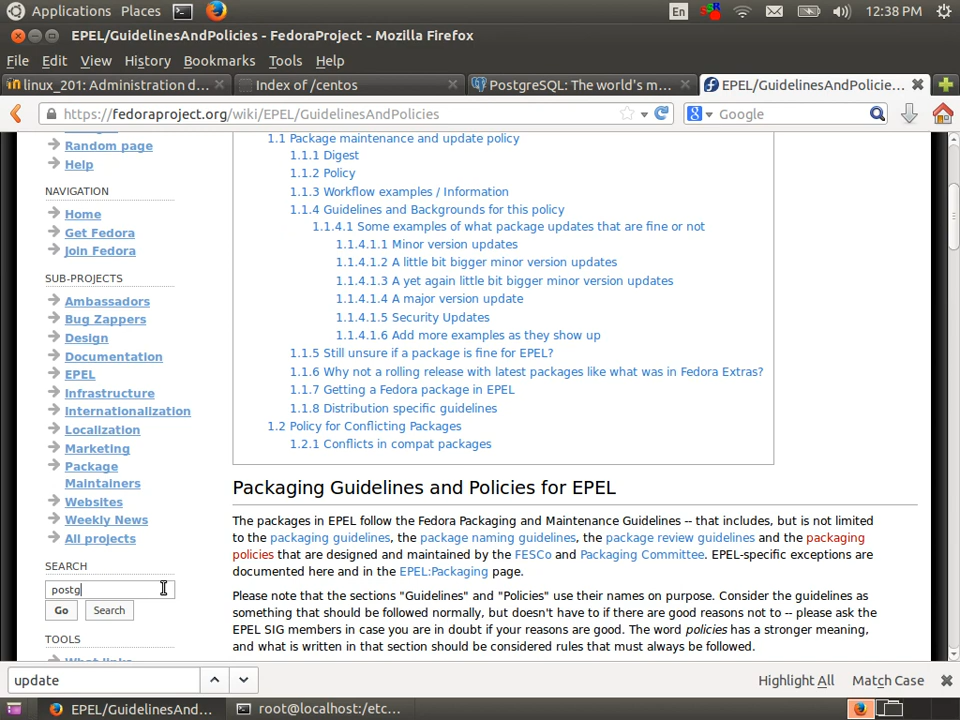 Applications Places En 12:38 PM
EPEL/GuidelinesAndPolicies - FedoraProject - Mozilla Firefox
File Edit View History Bookmarks Tools Help
linux_201: Administration d... Index of /centos PostgreSQL: The world's m... EPEL/GuidelinesAndPolicie...
https://fedoraproject.org/wiki/EPEL/GuidelinesAndPolicies Google
Random page
Help
NAVIGATION
Home
Get Fedora
Join Fedora
SUB-PROJECTS
Ambassadors
Bug Zappers
Design
Documentation
EPEL
Infrastructure
Internationalization
Localization
Marketing
Package
Maintainers
Websites
Weekly News
All projects
SEARCH
postg
Go Search
TOOLS
What links
1.1 Package maintenance and update policy
1.1.1 Digest
1.1.2 Policy
1.1.3 Workflow examples / Information
1.1.4 Guidelines and Backgrounds for this policy
1.1.4.1 Some examples of what package updates that are fine or not
1.1.4.1.1 Minor version updates
1.1.4.1.2 A little bit bigger minor version updates
1.1.4.1.3 A yet again little bit bigger minor version updates
1.1.4.1.4 A major version update
1.1.4.1.5 Security Updates
1.1.4.1.6 Add more examples as they show up
1.1.5 Still unsure if a package is fine for EPEL?
1.1.6 Why not a rolling release with latest packages like what was in Fedora Extras?
1.1.7 Getting a Fedora package in EPEL
1.1.8 Distribution specific guidelines
1.2 Policy for Conflicting Packages
1.2.1 Conflicts in compat packages
Packaging Guidelines and Policies for EPEL
The packages in EPEL follow the Fedora Packaging and Maintenance Guidelines -- that includes, but is not limited
to the packaging guidelines, the package naming guidelines, the package review guidelines and the packaging
policies that are designed and maintained by the FESCo and Packaging Committee. EPEL-specific exceptions are
documented here and in the EPEL:Packaging page.
Please note that the sections "Guidelines" and "Policies" use their names on purpose. Consider the guidelines as
something that should be followed normally, but doesn't have to if there are good reasons not to -- please ask the
EPEL SIG members in case you are in doubt if your reasons are good. The word policies has a stronger meaning,
and what is written in that section should be considered rules that must always be followed.
update Highlight All Match Case
EPEL/GuidelinesAnd... root@localhost:/etc...